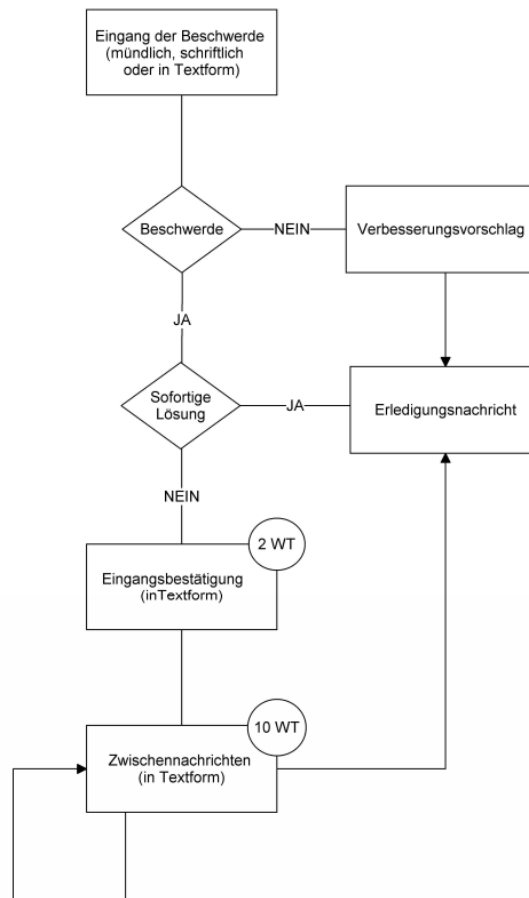 Eingang der Beschwerde
(mündlich, schriftlich
oder in Textform)
Beschwerde
NEIN
Verbesserungsvorschlag
JA
Sofortige
Lösung
JA
Erledigungsnachricht
NEIN
2 WT
Eingangsbestätigung
(inTextform)
10 WT
Zwischennachrichten
(in Textform)